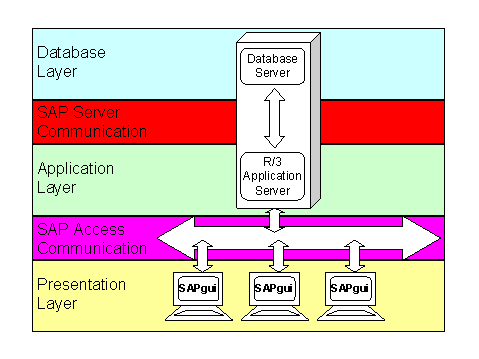 Database
Layer
Database
Server
SAP Server
Communication
Application
Layer
R/3
Application
Server
SAP Access
Communication
Presentation
Layer
SAPgui
SAPgui
SAPgui